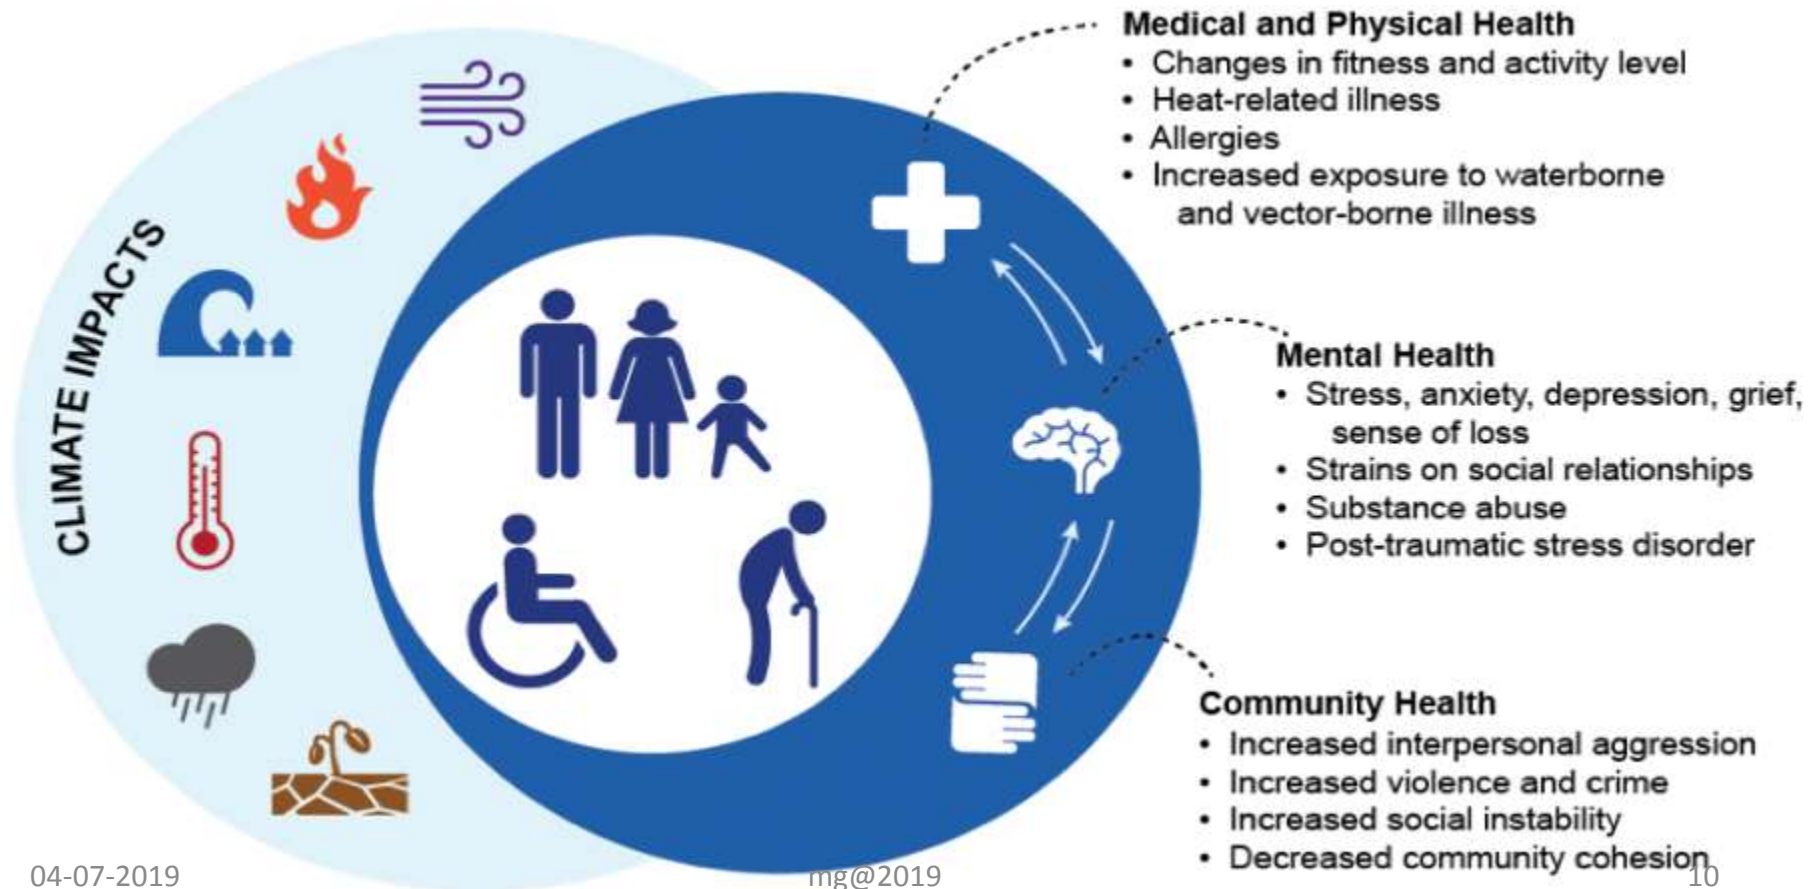 CLIMATE IMPACTS
Medical and Physical Health
• Changes in fitness and activity level
• Heat-related illness
• Allergies
• Increased exposure to waterborne
and vector-borne illness
Mental Health
• Stress, anxiety, depression, grief,
sense of loss
• Strains on social relationships
• Substance abuse
• Post-traumatic stress disorder
Community Health
• Increased interpersonal aggression
• Increased violence and crime
• Increased social instability
• Decreased community cohesion
04-07-2019
mg@2019
10